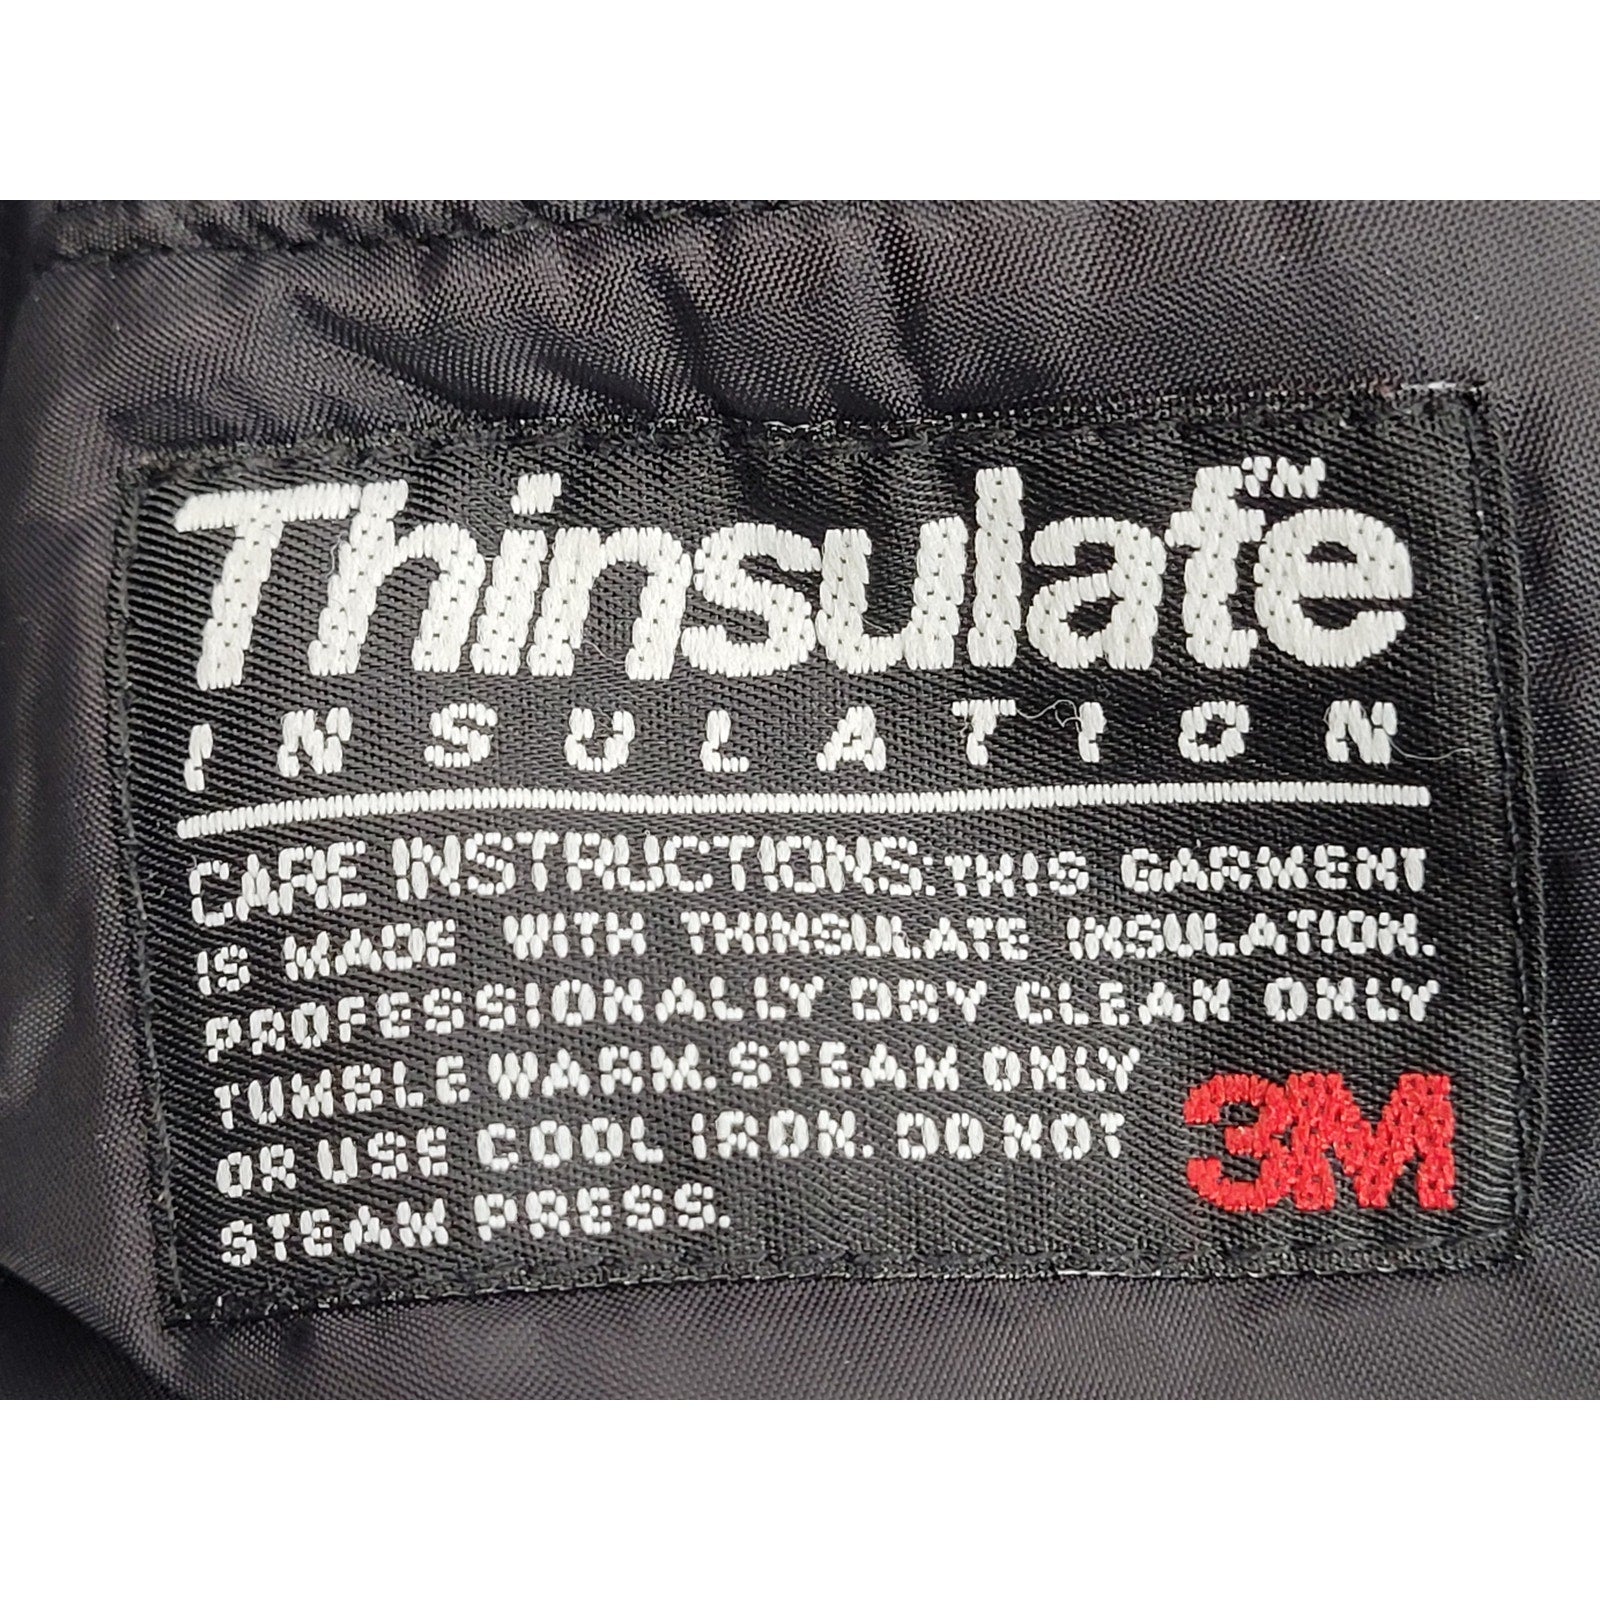 Thinsulate™
INSULATION
CARE INSTRUCTIONS: THIS GARMENT
IS MADE WITH THINSULATE INSULATION.
PROFESSIONALLY DRY CLEAN ONLY
TUMBLE WARM. STEAM ONLY
OR USE COOL IRON. DO NOT
STEAM PRESS.
3M